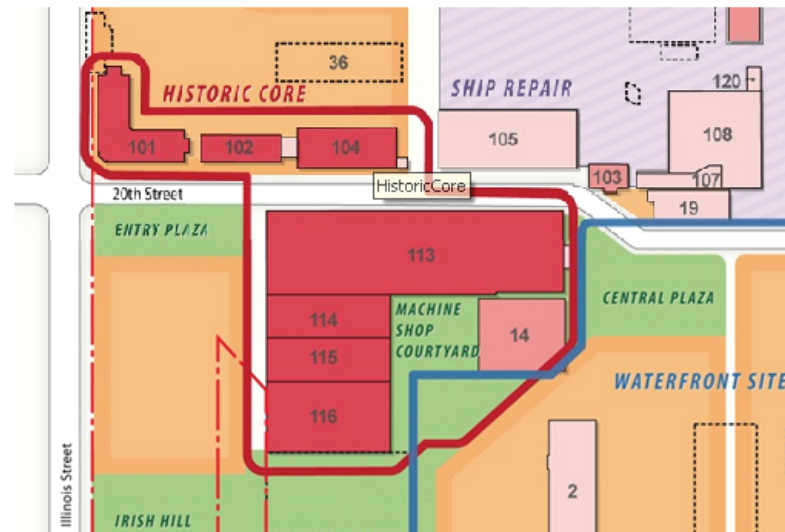 36
HISTORIC CORE
SHIP REPAIR
120
101
102
104
105
108
HistoricCore
103
107
20th Street
19
ENTRY PLAZA
113
CENTRAL PLAZA
114
MACHINE
SHOP
COURTYARD
14
115
WATERFRONT SITE
116
Illinois Street
2
IRISH HILL